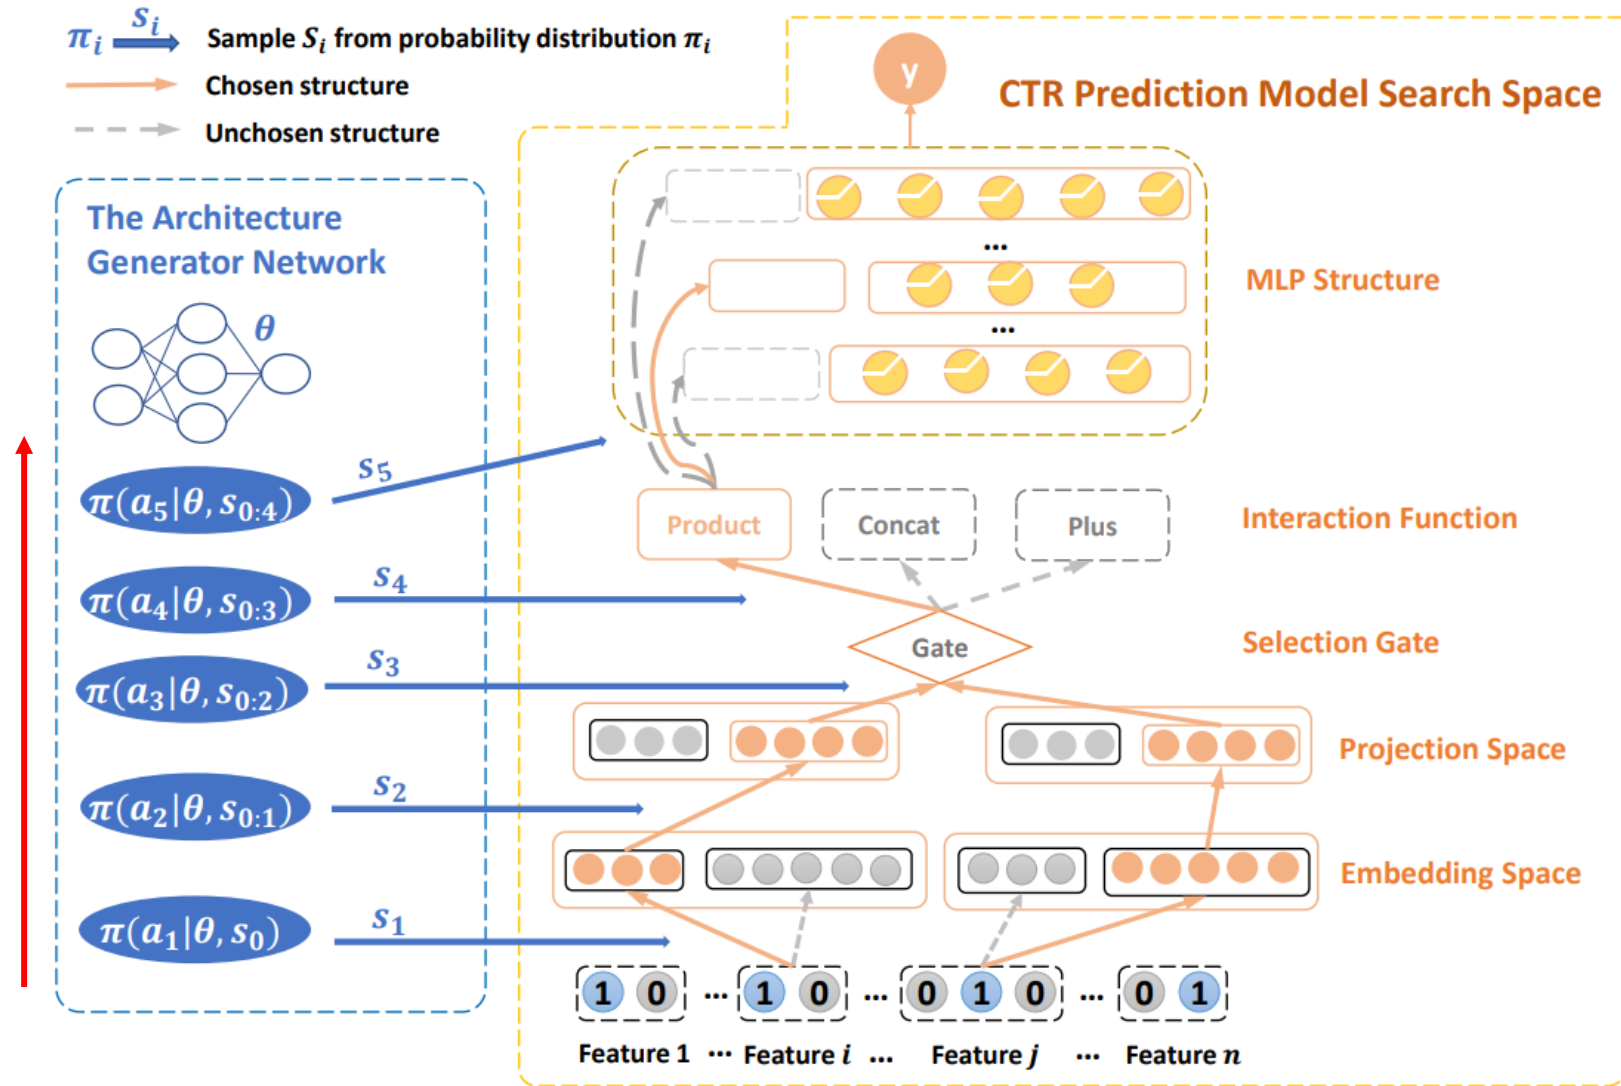 πᵢ sᵢ Sample Sᵢ from probability distribution πᵢ
Chosen structure
Unchosen structure
The Architecture
Generator Network
θ
π(a₅|θ, s₀:₄)
s₅
π(a₄|θ, s₀:₃)
s₄
π(a₃|θ, s₀:₂)
s₃
π(a₂|θ, s₀:₁)
s₂
π(a₁|θ, s₀)
s₁
CTR Prediction Model Search Space
y
...
MLP Structure
...
Product Concat Plus Interaction Function
Gate Selection Gate
Projection Space
Embedding Space
1 0 ... 1 0 ... 0 1 0 ... 0 1
Feature 1 ... Feature i ... Feature j ... Feature n